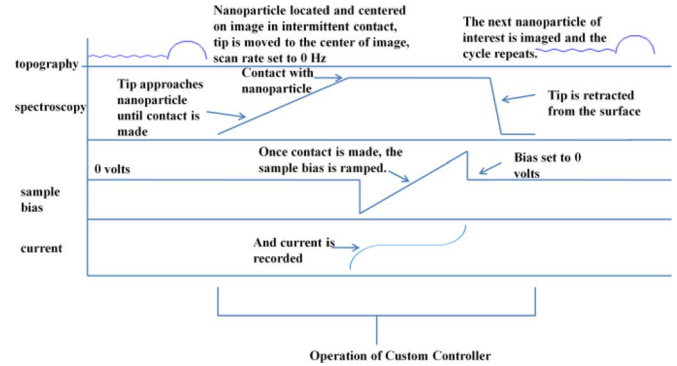 Nanoparticle located and centered
on image in intermittent contact,
tip is moved to the center of image,
scan rate set to 0 Hz
The next nanoparticle of
interest is imaged and the
cycle repeats.
topography
Contact with
nanoparticle
Tip approaches
nanoparticle
until contact is
made
spectroscopy
Tip is retracted
from the surface
Once contact is made, the
sample bias is ramped.
Bias set to 0
volts
0 volts
sample
bias
current
And current is
recorded
Operation of Custom Controller